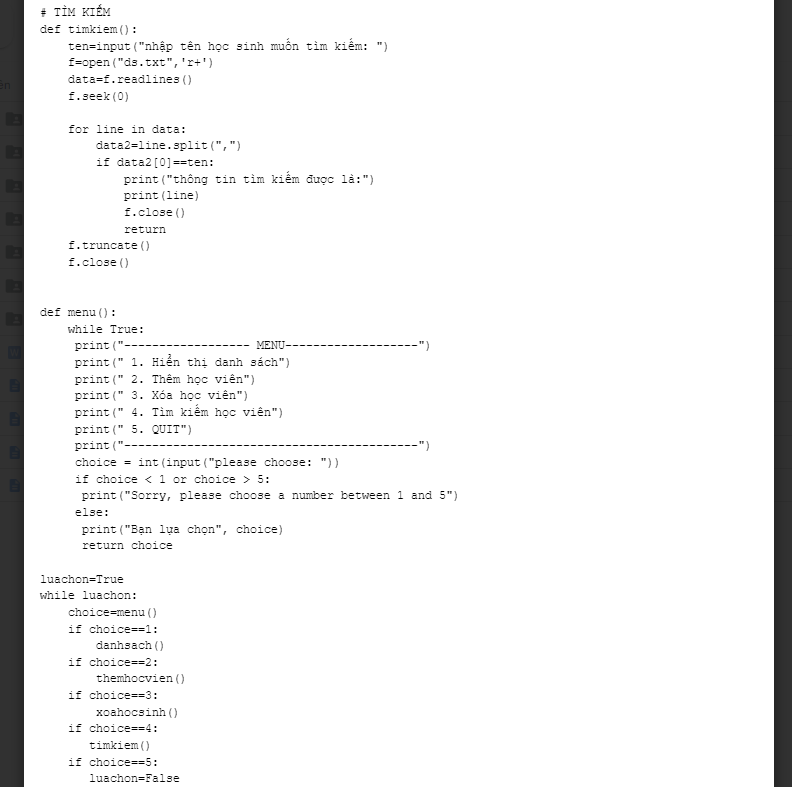 # TÌM KIẾM
def timkiem():
    ten=input("nhập tên học sinh muốn tìm kiếm: ")
    f=open("ds.txt",'r+')
    data=f.readlines()
    f.seek(0)
    for line in data:
        data2=line.split(",")
        if data2[0]==ten:
            print("thông tin tìm kiếm được là:")
            print(line)
            f.close()
            return
    f.truncate()
    f.close()
def menu():
    while True:
     print("------------------ MENU-------------------")
     print(" 1. Hiển thị danh sách")
     print(" 2. Thêm học viên")
     print(" 3. Xóa học viên")
     print(" 4. Tìm kiếm học viên")
     print(" 5. QUIT")
     print("------------------------------------------")
     choice = int(input("please choose: "))
     if choice < 1 or choice > 5:
      print("Sorry, please choose a number between 1 and 5")
     else:
      print("Bạn lựa chọn", choice)
      return choice
luachon=True
while luachon:
    choice=menu()
    if choice==1:
        danhsach()
    if choice==2:
        themhocvien()
    if choice==3:
        xoahocsinh()
    if choice==4:
       timkiem()
    if choice==5:
       luachon=False